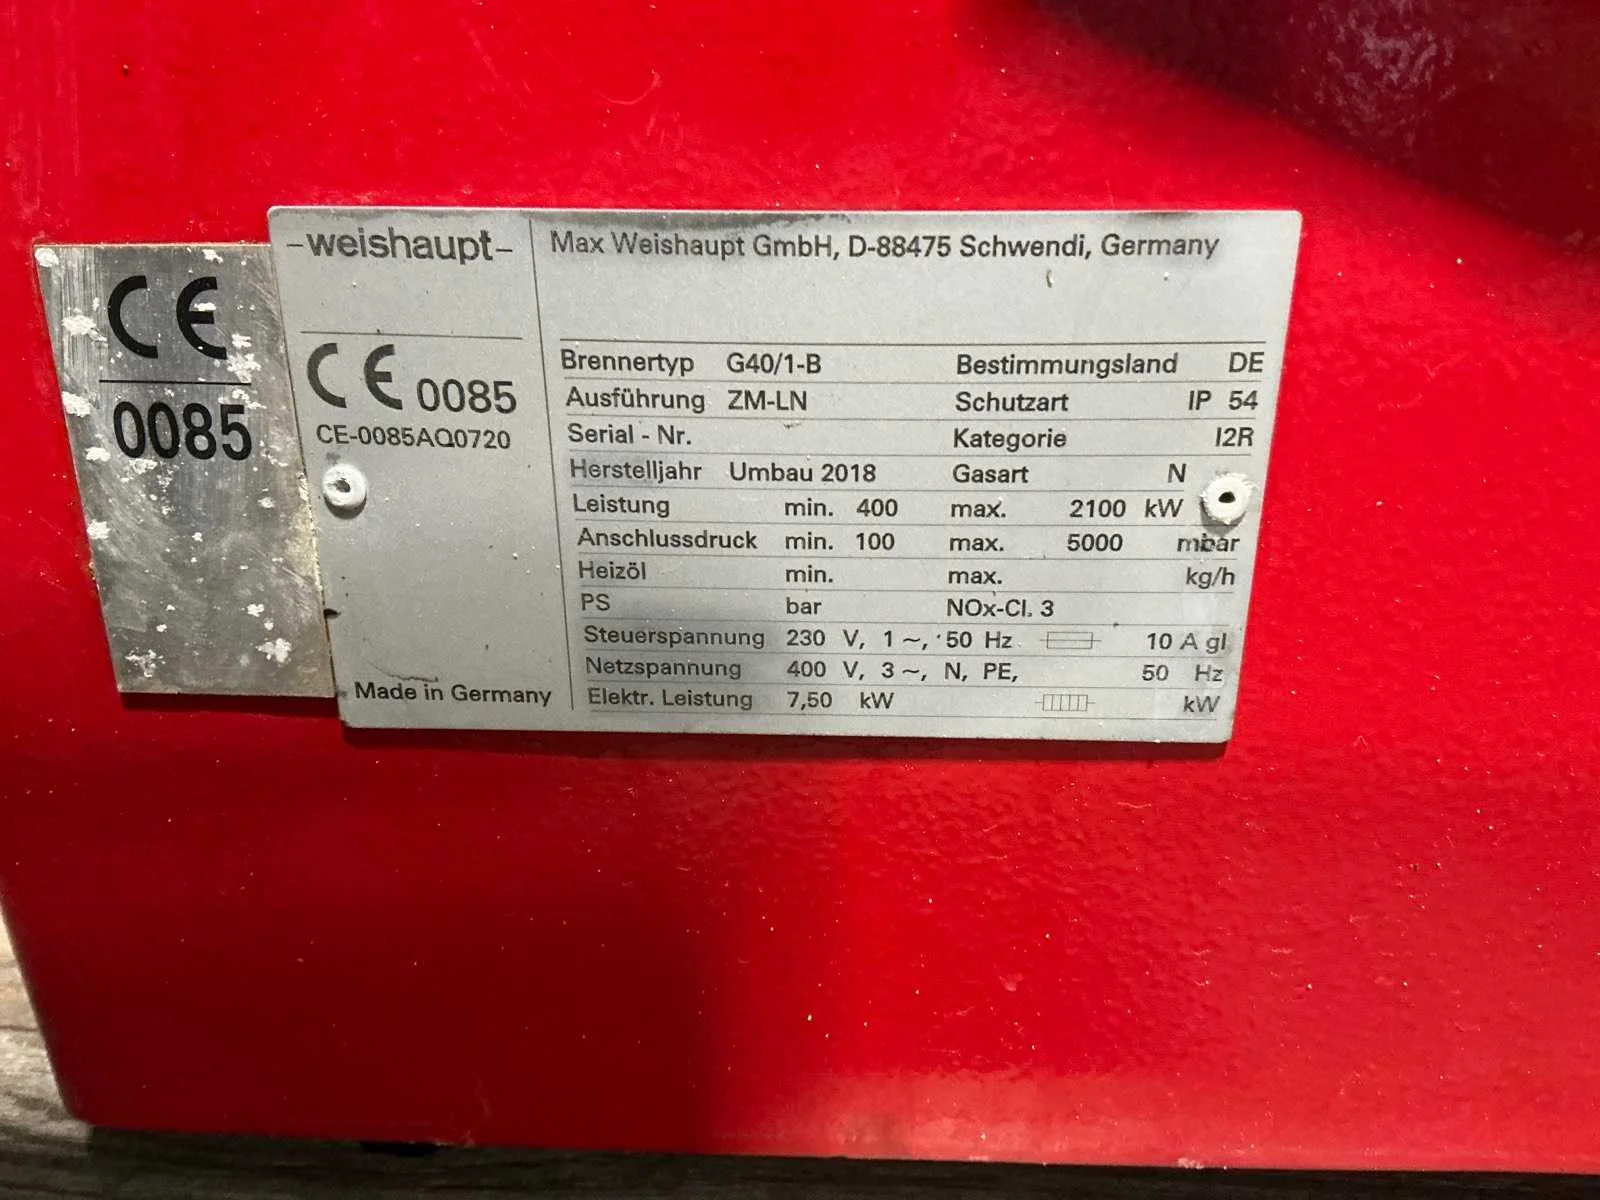 CE
0085
–weishaupt–
Max Weishaupt GmbH, D-88475 Schwendi, Germany
CE 0085
CE-0085AQ0720
Made in Germany
Brennertyp G40/1-B Bestimmungsland DE
Ausführung ZM-LN Schutzart IP 54
Serial - Nr. Kategorie I2R
Herstelljahr Umbau 2018 Gasart N
Leistung min. 400 max. 2100 kW
Anschlussdruck min. 100 max. 5000 mbar
Heizöl min. max. kg/h
PS bar NOx-Cl. 3
Steuerspannung 230 V, 1 ~, 50 Hz 10 A gl
Netzspannung 400 V, 3 ~, N, PE, 50 Hz
Elektr. Leistung 7,50 kW kW